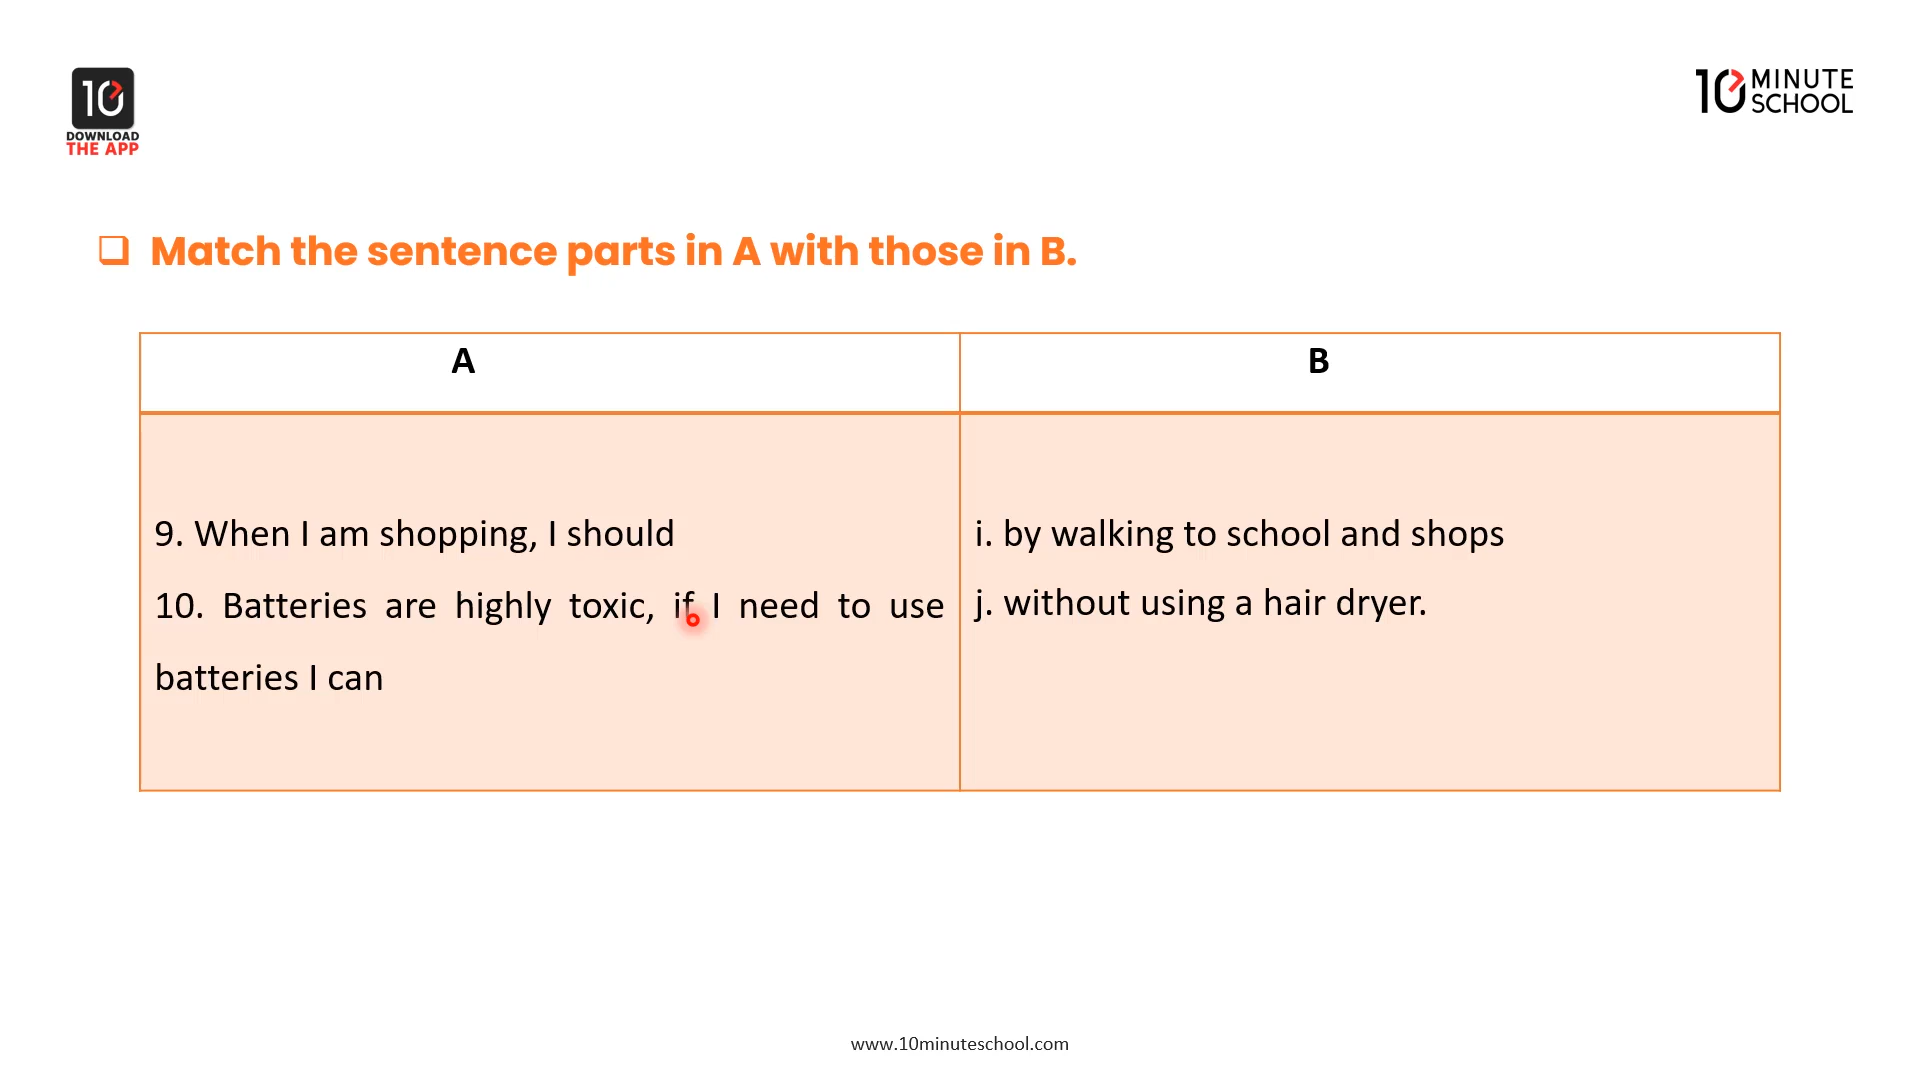 10
DOWNLOAD
THE APP
10 MINUTE
SCHOOL
Match the sentence parts in A with those in B.
A
B
9. When I am shopping, I should
10. Batteries are highly toxic, if I need to use
batteries I can
i. by walking to school and shops
j. without using a hair dryer.
www.10minuteschool.com